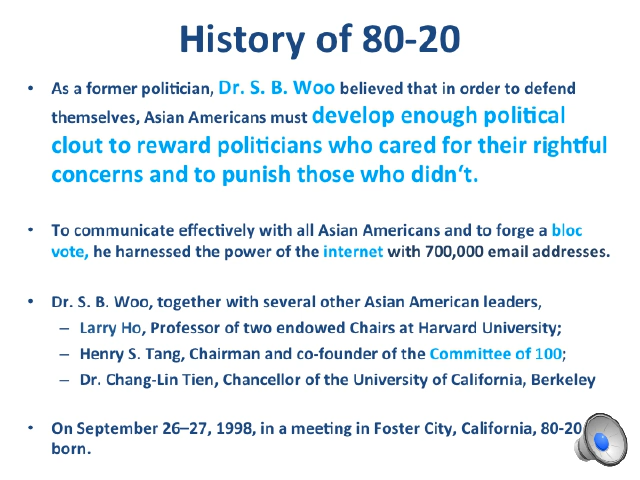 History of 80-20
• As a former politician, Dr. S. B. Woo believed that in order to defend
themselves, Asian Americans must develop enough political
clout to reward politicians who cared for their rightful
concerns and to punish those who didn‘t.
• To communicate effectively with all Asian Americans and to forge a bloc
vote, he harnessed the power of the internet with 700,000 email addresses.
• Dr. S. B. Woo, together with several other Asian American leaders,
– Larry Ho, Professor of two endowed Chairs at Harvard University;
– Henry S. Tang, Chairman and co-founder of the Committee of 100;
– Dr. Chang-Lin Tien, Chancellor of the University of California, Berkeley
• On September 26–27, 1998, in a meeting in Foster City, California, 80-20
born.